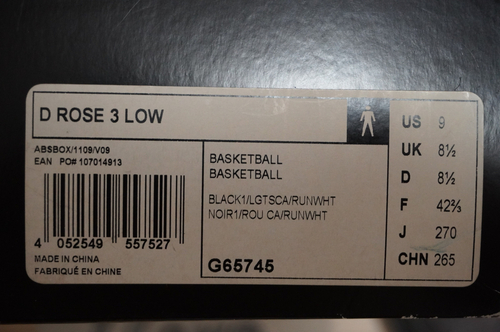 D ROSE 3 LOW
ABSBOX/1109/V09
EAN PO# 107014913
4 052549 557527
MADE IN CHINA
FABRIQUÉ EN CHINE
BASKETBALL
BASKETBALL
BLACK1/LGTSCA/RUNWHT
NOIR1/ROU CA/RUNWHT
G65745
US 9
UK 8½
D 8½
F 42⅔
J 270
CHN 265